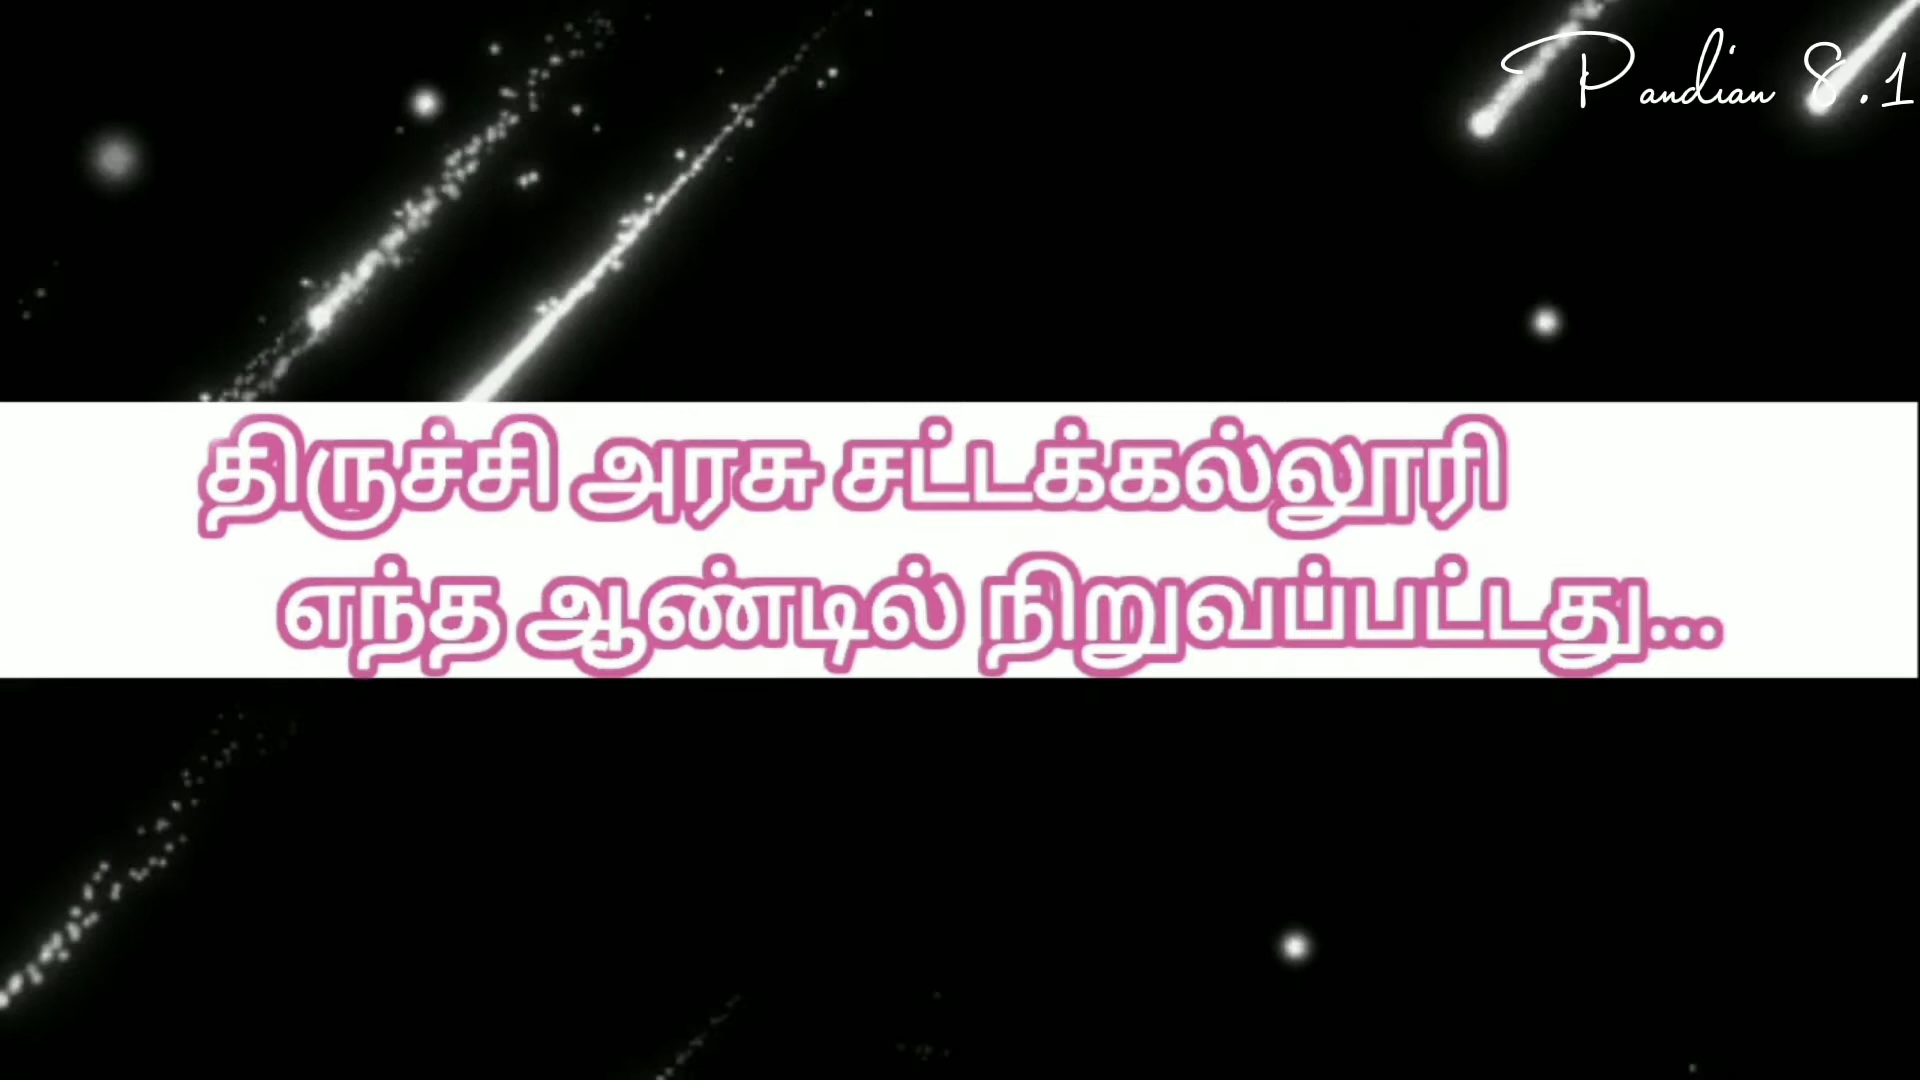 Pandian 8.1
திருச்சி அரசு சட்டக்கல்லூரி
எந்த ஆண்டில் நிறுவப்பட்டது...